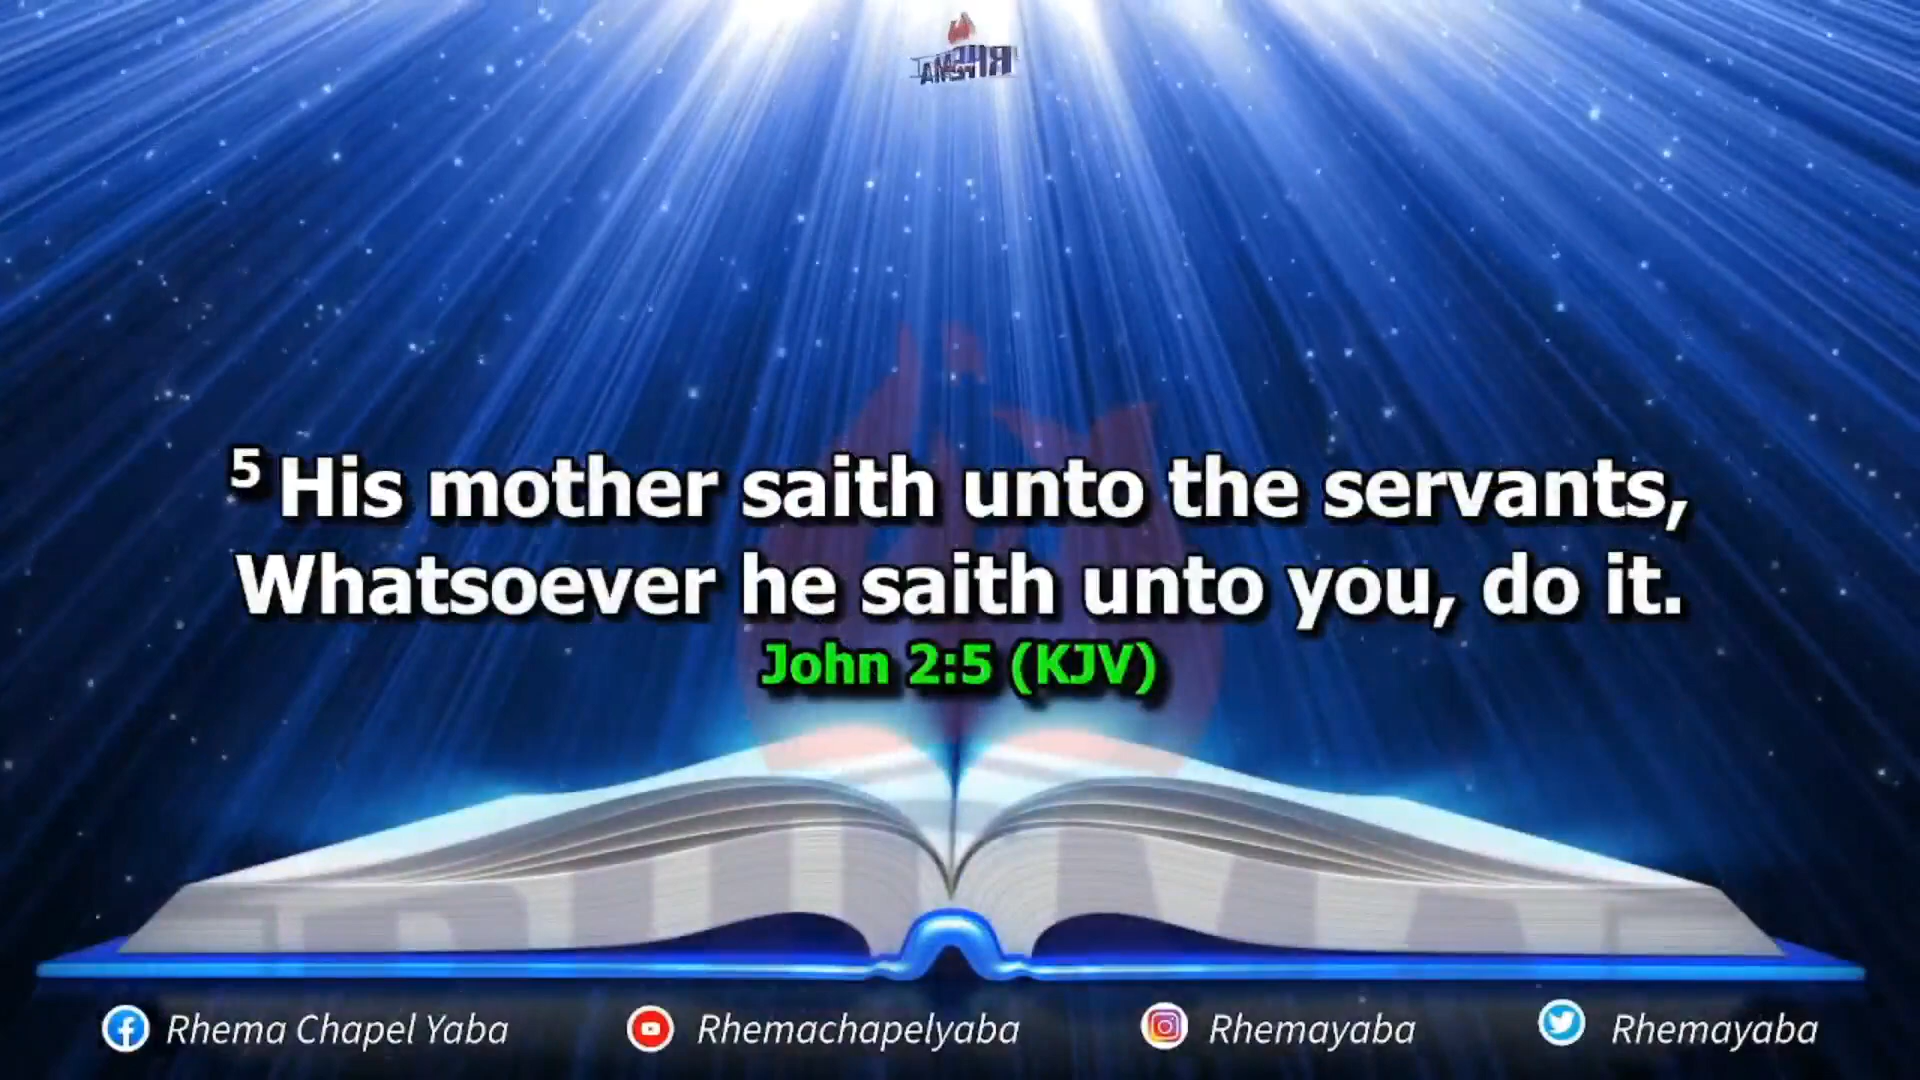 5 His mother saith unto the servants,
Whatsoever he saith unto you, do it.
John 2:5 (KJV)
Rhema Chapel Yaba
Rhemachapelyaba
Rhemayaba
Rhemayaba